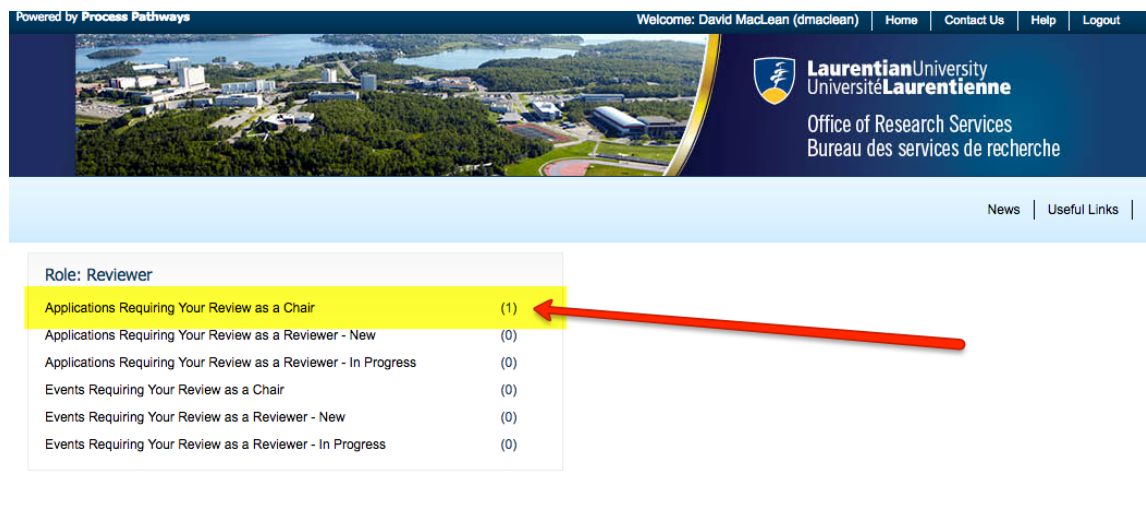 Powered by Process Pathways
Welcome: David MacLean (dmaclean) Home Contact Us Help Logout
LaurentianUniversity
UniversitéLaurentienne
Office of Research Services
Bureau des services de recherche
News Useful Links
Role: Reviewer
Applications Requiring Your Review as a Chair (1)
Applications Requiring Your Review as a Reviewer - New (0)
Applications Requiring Your Review as a Reviewer - In Progress (0)
Events Requiring Your Review as a Chair (0)
Events Requiring Your Review as a Reviewer - New (0)
Events Requiring Your Review as a Reviewer - In Progress (0)